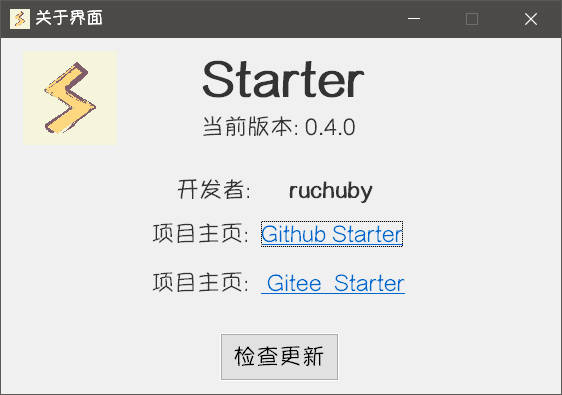 关于界面
Starter
当前版本: 0.4.0
开发者: ruchuby
项目主页: Github Starter
项目主页: Gitee Starter
检查更新